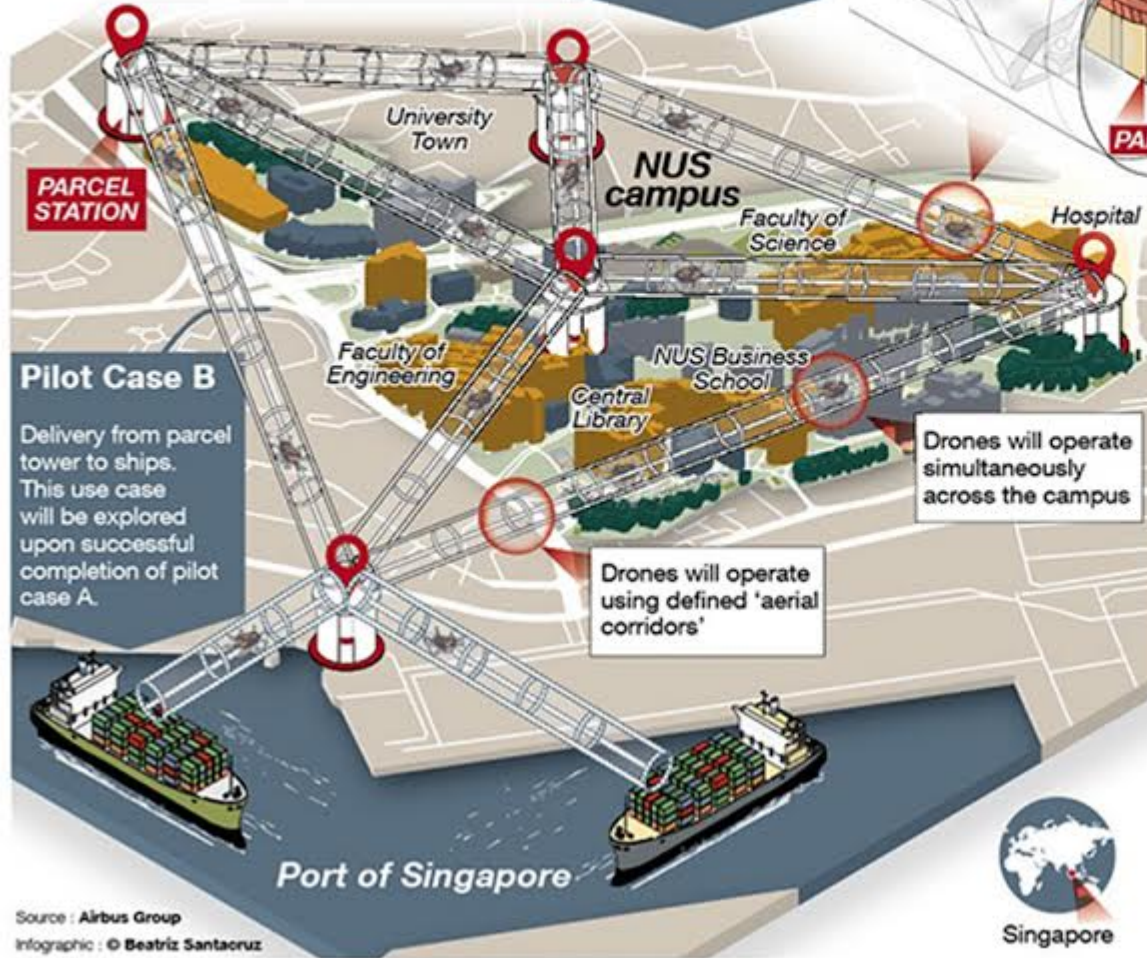 University
Town
NUS
campus
PARCEL
STATION
Faculty of
Science
Hospital
Pilot Case B
Delivery from parcel
tower to ships.
This use case
will be explored
upon successful
completion of pilot
case A.
Faculty of
Engineering
NUS Business
School
Central
Library
Drones will operate
simultaneously
across the campus
Drones will operate
using defined ‘aerial
corridors’
Port of Singapore
Singapore
Source : Airbus Group
Infographic : © Beatriz Santacruz